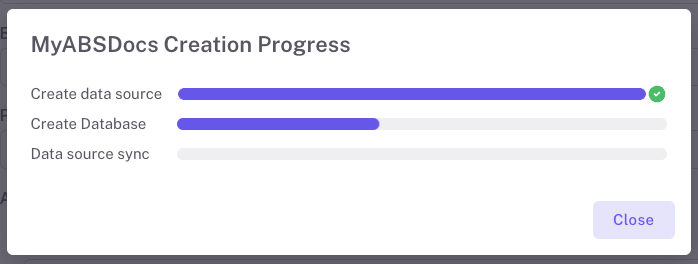 MyABSDocs Creation Progress
Create data source
Create Database
Data source sync
Close